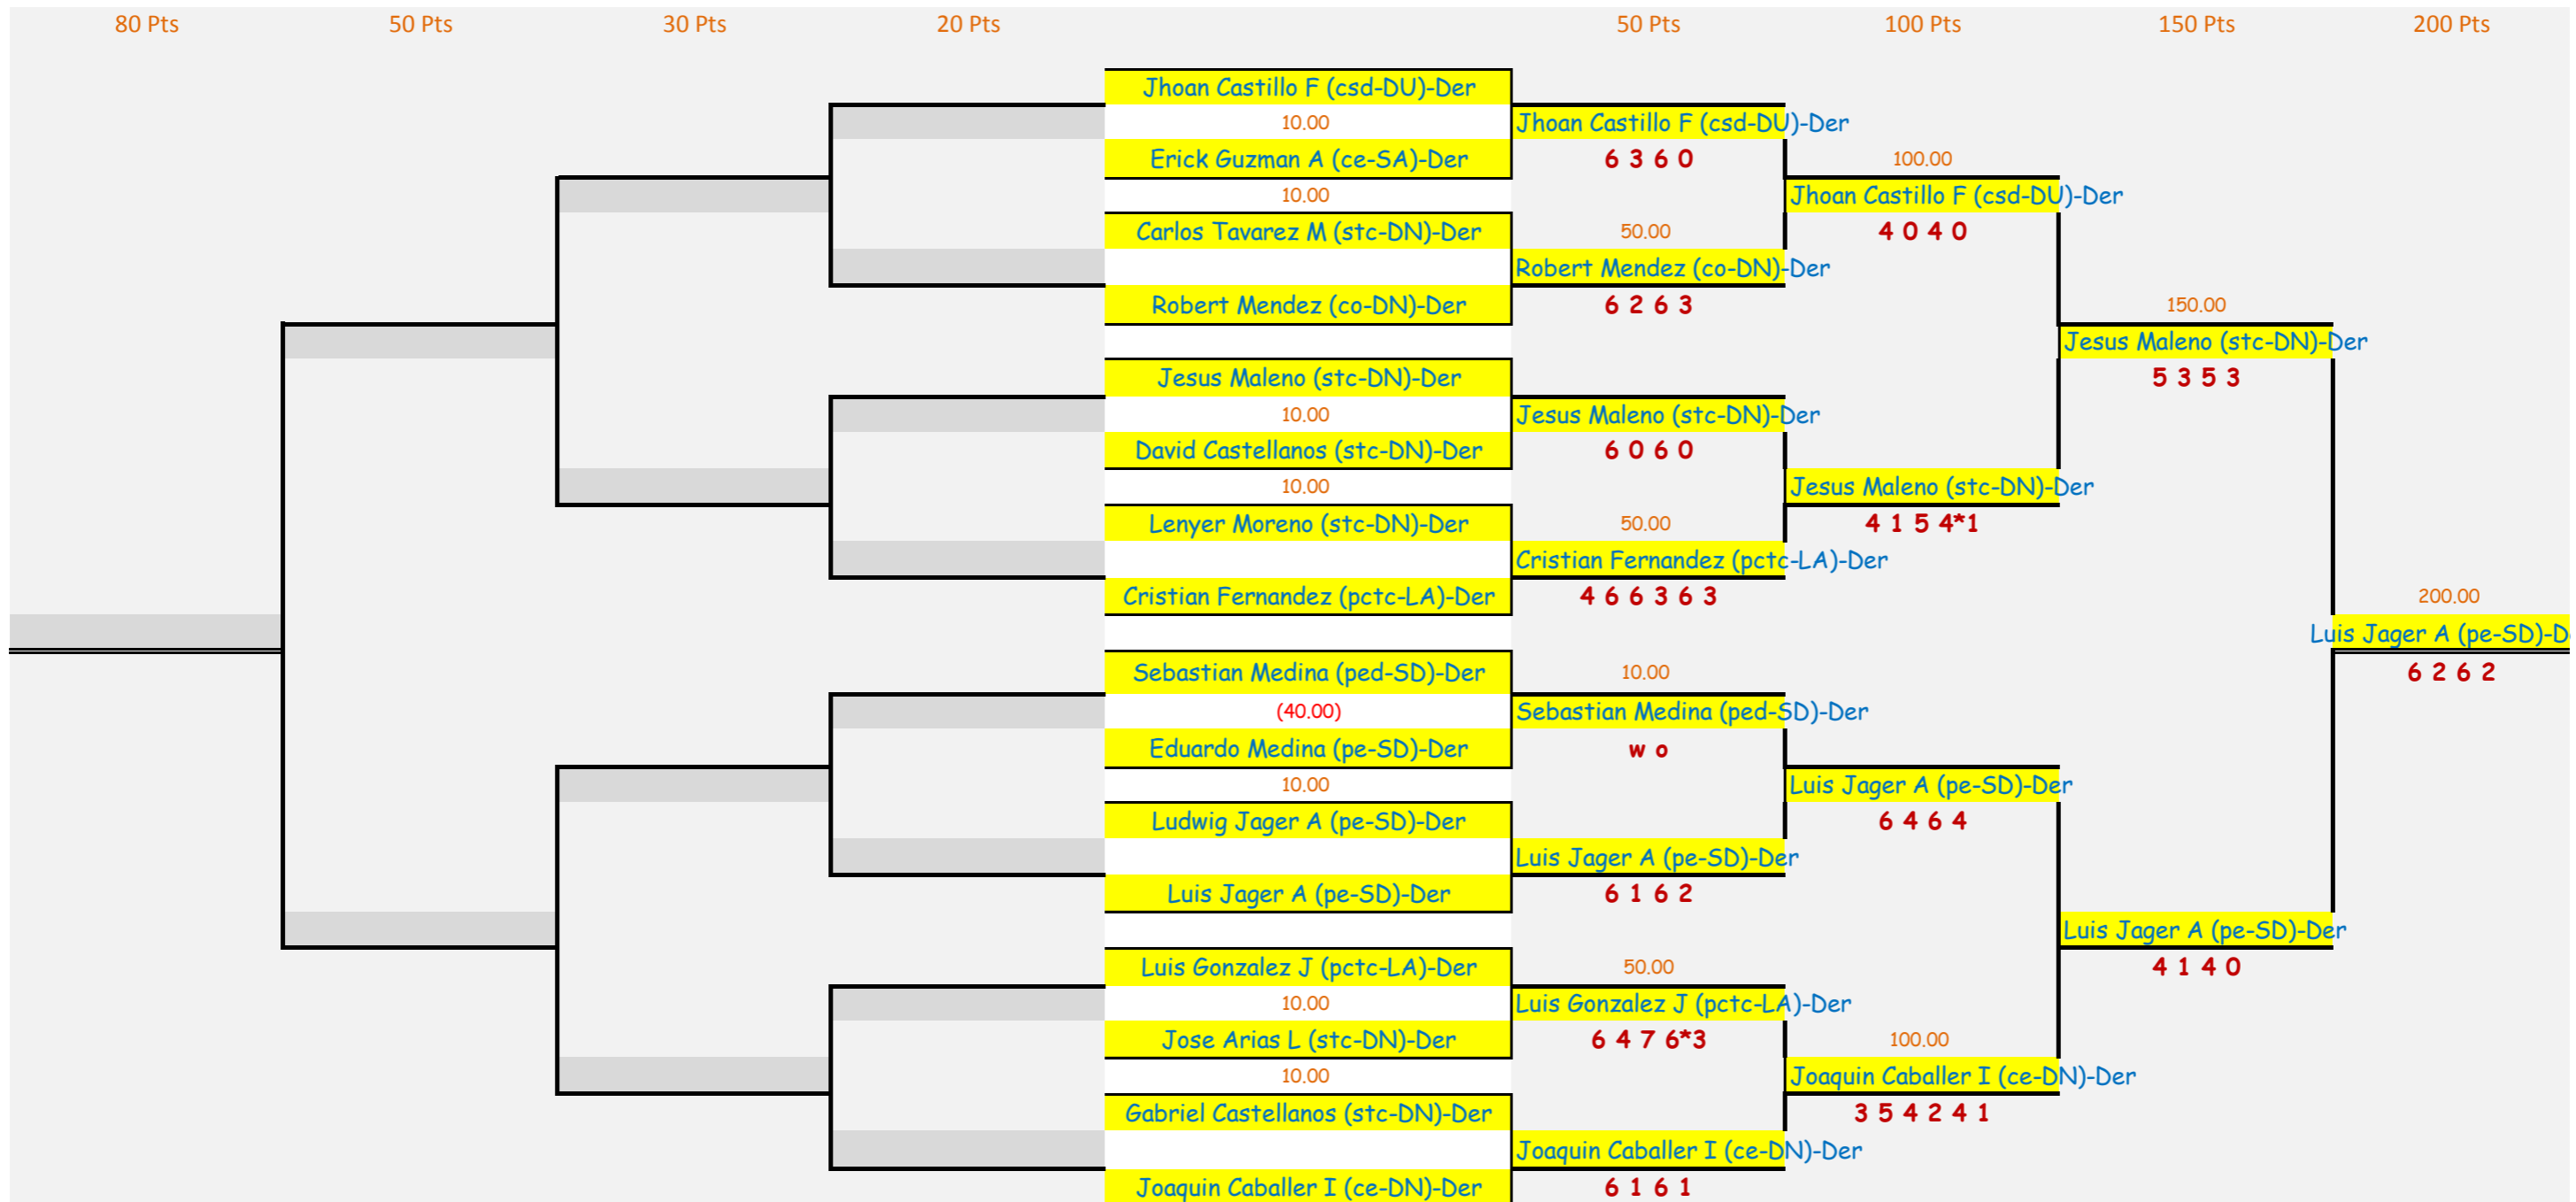 80 Pts 50 Pts 30 Pts 20 Pts 50 Pts 100 Pts 150 Pts 200 Pts
Jhoan Castillo F (csd-DU)-Der
10.00
Erick Guzman A (ce-SA)-Der
10.00
Carlos Tavarez M (stc-DN)-Der
Robert Mendez (co-DN)-Der
Jesus Maleno (stc-DN)-Der
10.00
David Castellanos (stc-DN)-Der
10.00
Lenyer Moreno (stc-DN)-Der
Cristian Fernandez (pctc-LA)-Der
Sebastian Medina (ped-SD)-Der
(40.00)
Eduardo Medina (pe-SD)-Der
10.00
Ludwig Jager A (pe-SD)-Der
Luis Jager A (pe-SD)-Der
Luis Gonzalez J (pctc-LA)-Der
10.00
Jose Arias L (stc-DN)-Der
10.00
Gabriel Castellanos (stc-DN)-Der
Joaquin Caballer I (ce-DN)-Der
Jhoan Castillo F (csd-DU)-Der
6 3 6 0
50.00
Robert Mendez (co-DN)-Der
6 2 6 3
Jesus Maleno (stc-DN)-Der
6 0 6 0
50.00
Cristian Fernandez (pctc-LA)-Der
4 6 6 3 6 3
10.00
Sebastian Medina (ped-SD)-Der
w o
Luis Jager A (pe-SD)-Der
6 1 6 2
50.00
Luis Gonzalez J (pctc-LA)-Der
6 4 7 6*3
Joaquin Caballer I (ce-DN)-Der
6 1 6 1
100.00
Jhoan Castillo F (csd-DU)-Der
4 0 4 0
Jesus Maleno (stc-DN)-Der
4 1 5 4*1
Luis Jager A (pe-SD)-Der
6 4 6 4
100.00
Joaquin Caballer I (ce-DN)-Der
3 5 4 2 4 1
150.00
Jesus Maleno (stc-DN)-Der
5 3 5 3
Luis Jager A (pe-SD)-Der
4 1 4 0
200.00
Luis Jager A (pe-SD)-D
6 2 6 2